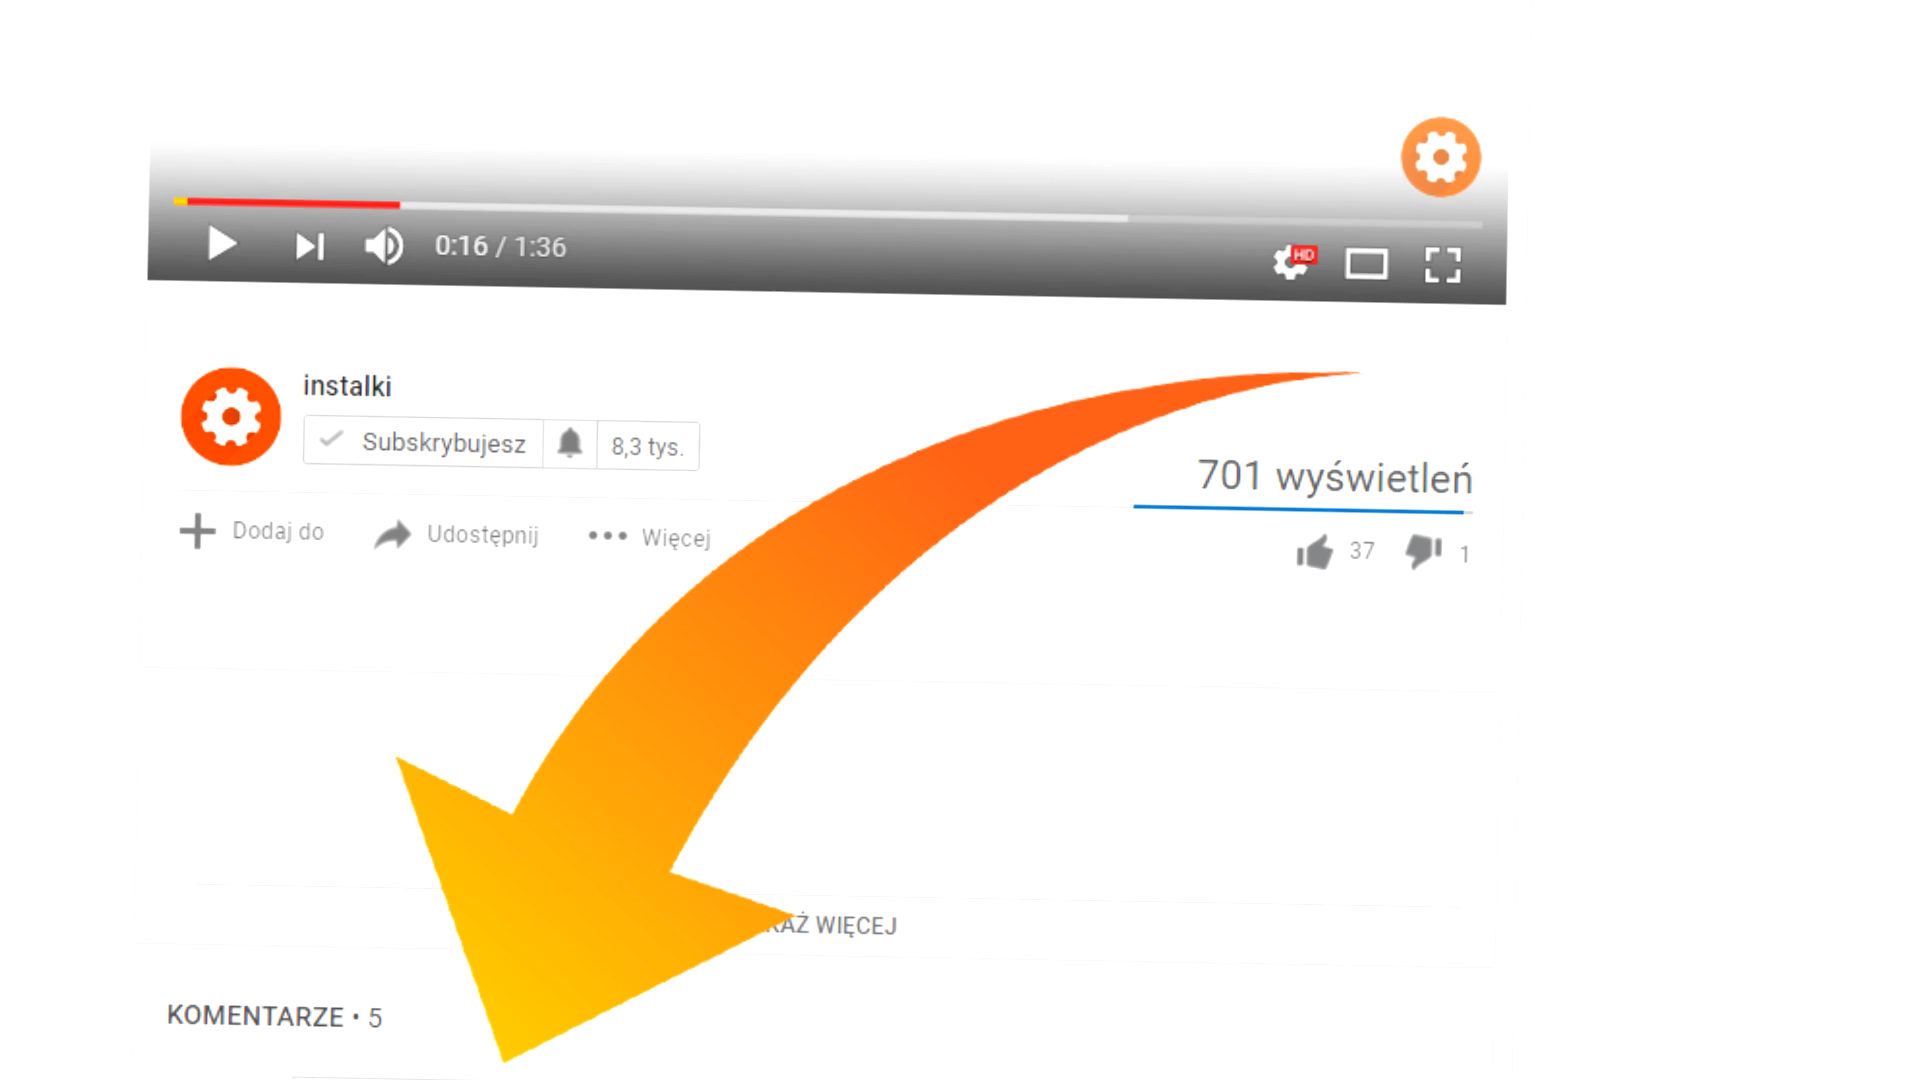 0:16 / 1:36
HD
instalki
Subskrybujesz 8,3 tys.
701 wyświetleń
Dodaj do Udostępnij Więcej
37 1
WIĘCEJ
KOMENTARZE • 5